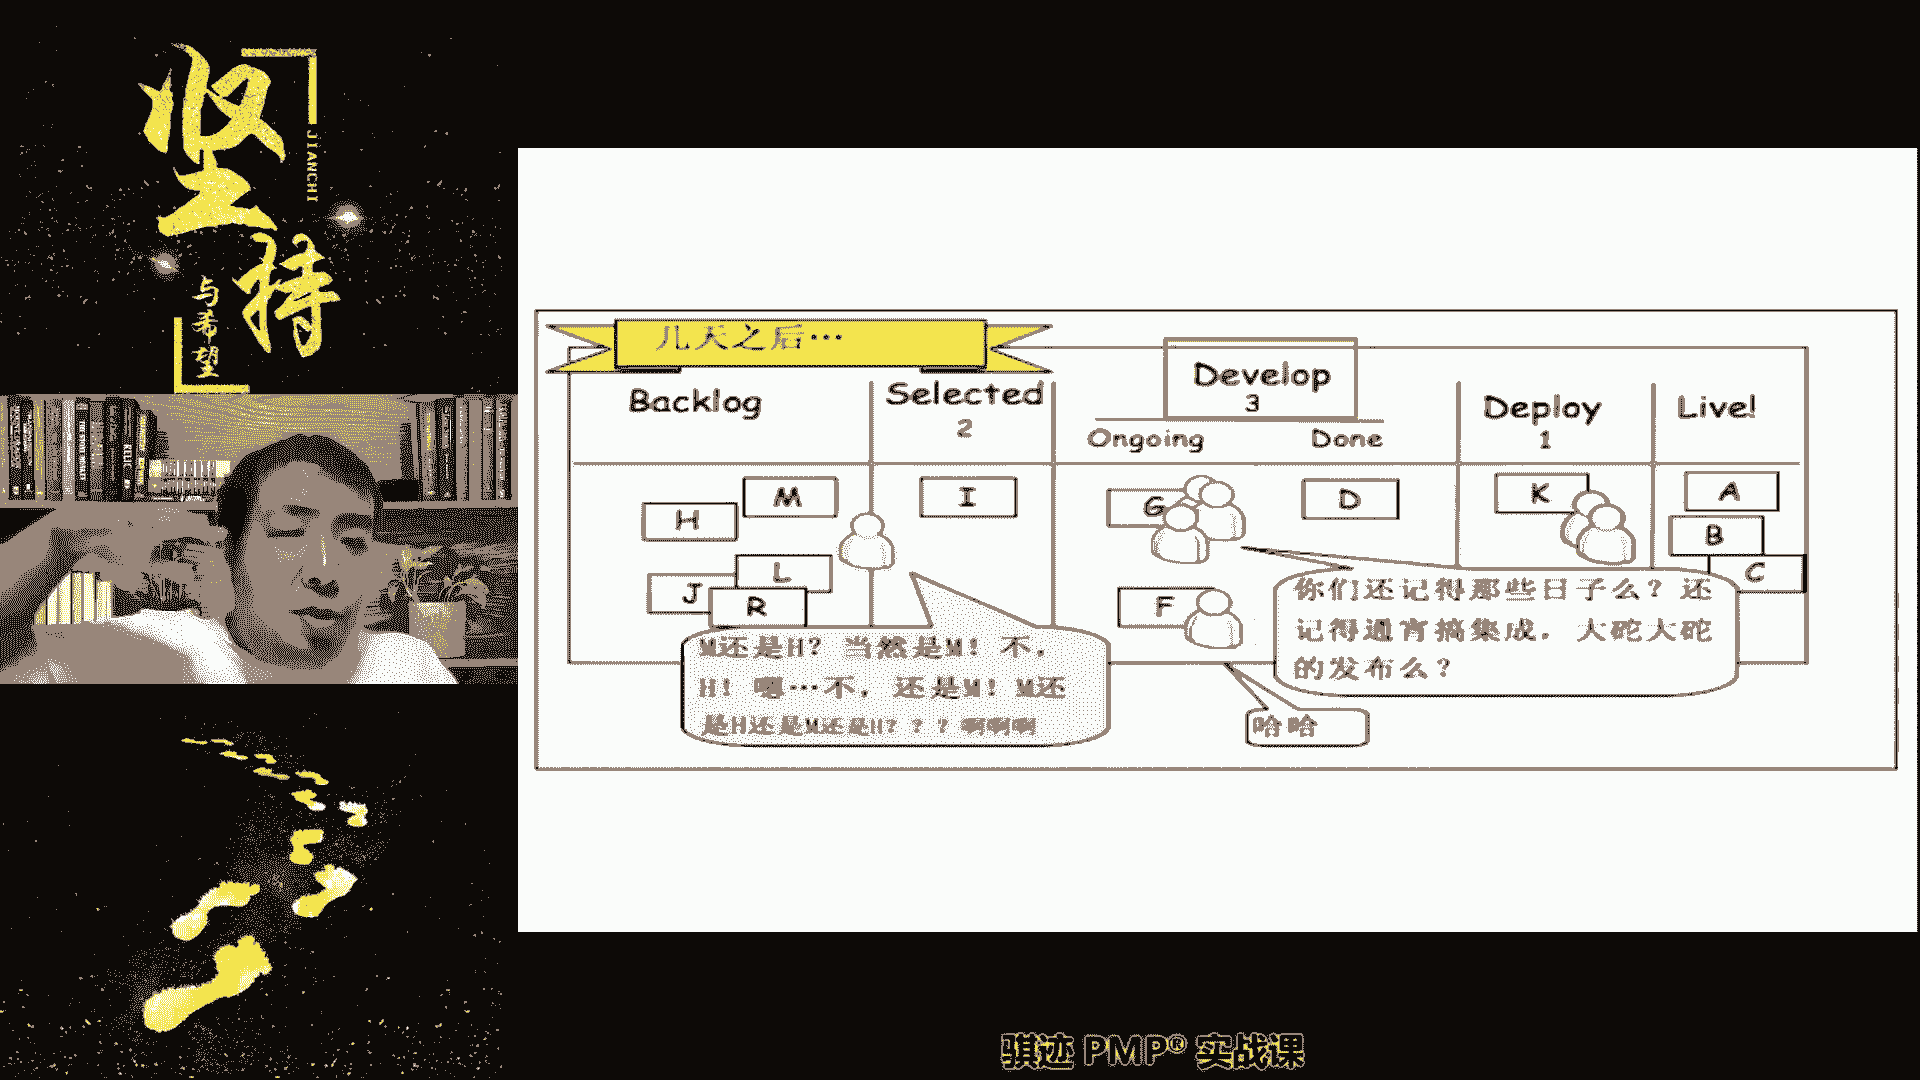 坚持
JIANCHI
与希望
几天之后…
Backlog
Selected
2
Develop
3
Ongoing
Done
Deploy
1
Live!
H
M
J
L
R
I
G
F
D
K
A
B
C
M还是H？当然是M！不，
H！嗯…不，还是M！M还
是H还是M还是H？？？啊啊啊
你们还记得那些日子么？还
记得通宵搞集成，大砣大砣
的发布么？
哈哈
骐迹 PMP® 实战课